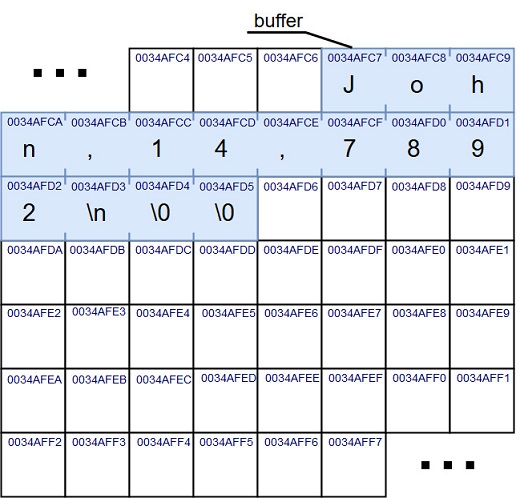 buffer
0034AFC4 0034AFC5 0034AFC6 0034AFC7 0034AFC8 0034AFC9
J o h
0034AFCA 0034AFCB 0034AFCC 0034AFCD 0034AFCE 0034AFCF 0034AFD0 0034AFD1
n , 1 4 , 7 8 9
0034AFD2 0034AFD3 0034AFD4 0034AFD5 0034AFD6 0034AFD7 0034AFD8 0034AFD9
2 \n \0 \0
0034AFDA 0034AFDB 0034AFDC 0034AFDD 0034AFDE 0034AFDF 0034AFE0 0034AFE1
0034AFE2 0034AFE3 0034AFE4 0034AFE5 0034AFE6 0034AFE7 0034AFE8 0034AFE9
0034AFEA 0034AFEB 0034AFEC 0034AFED 0034AFEE 0034AFEF 0034AFF0 0034AFF1
0034AFF2 0034AFF3 0034AFF4 0034AFF5 0034AFF6 0034AFF7